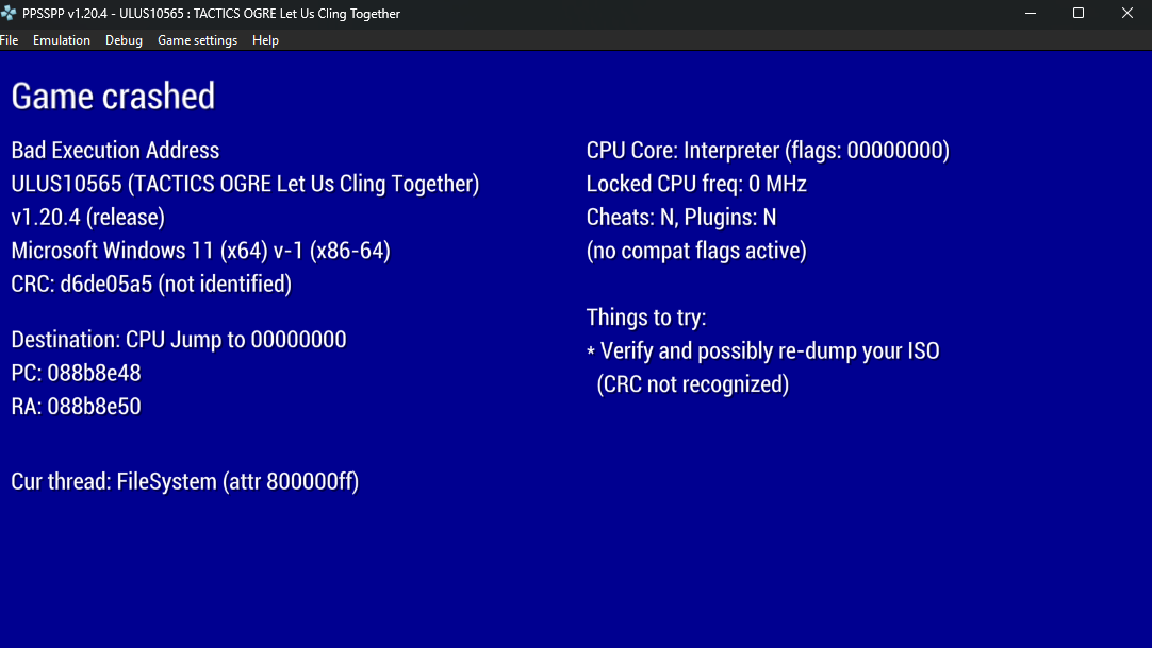 PPSSPP v1.20.4 - ULUS10565 : TACTICS OGRE Let Us Cling Together
File Emulation Debug Game settings Help
Game crashed
Bad Execution Address
ULUS10565 (TACTICS OGRE Let Us Cling Together)
v1.20.4 (release)
Microsoft Windows 11 (x64) v-1 (x86-64)
CRC: d6de05a5 (not identified)
Destination: CPU Jump to 00000000
PC: 088b8e48
RA: 088b8e50
Cur thread: FileSystem (attr 800000ff)
CPU Core: Interpreter (flags: 00000000)
Locked CPU freq: 0 MHz
Cheats: N, Plugins: N
(no compat flags active)
Things to try:
* Verify and possibly re-dump your ISO
(CRC not recognized)